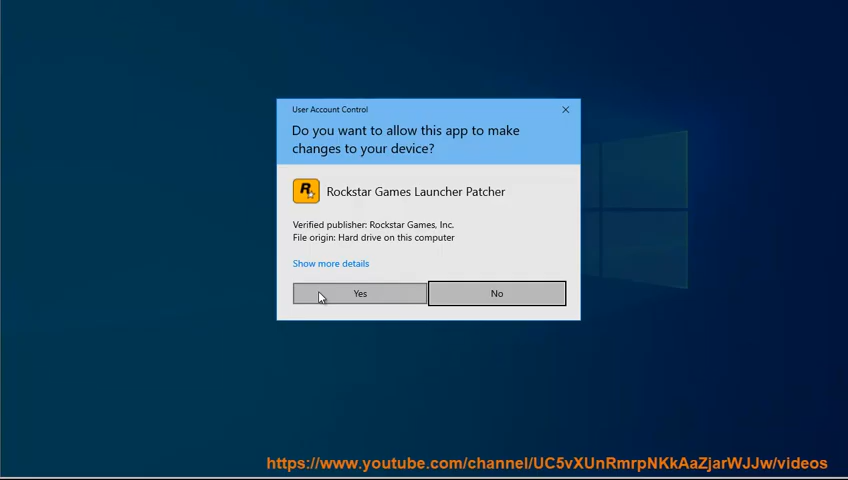 User Account Control
Do you want to allow this app to make
changes to your device?
R
Rockstar Games Launcher Patcher
Verified publisher: Rockstar Games, Inc.
File origin: Hard drive on this computer
Show more details
Yes
No
https://www.youtube.com/channel/UC5vXUnRmrpNKkAaZjarWJJw/videos